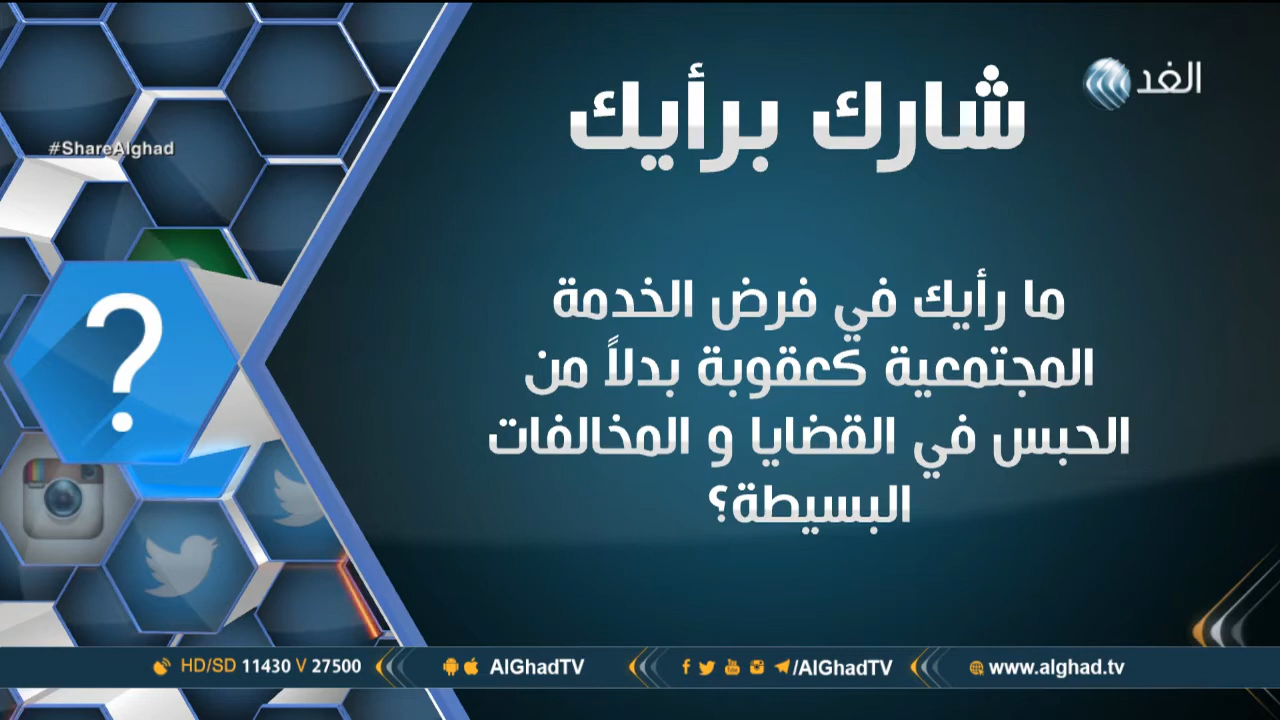 الغد
شارك برأيك
#ShareAlghad
ما رأيك في فرض الخدمة
المجتمعية كعقوبة بدلاً من
الحبس في القضايا و المخالفات
البسيطة؟
?
HD/SD 11430 V 27500
AlGhadTV
/AlGhadTV
www.alghad.tv